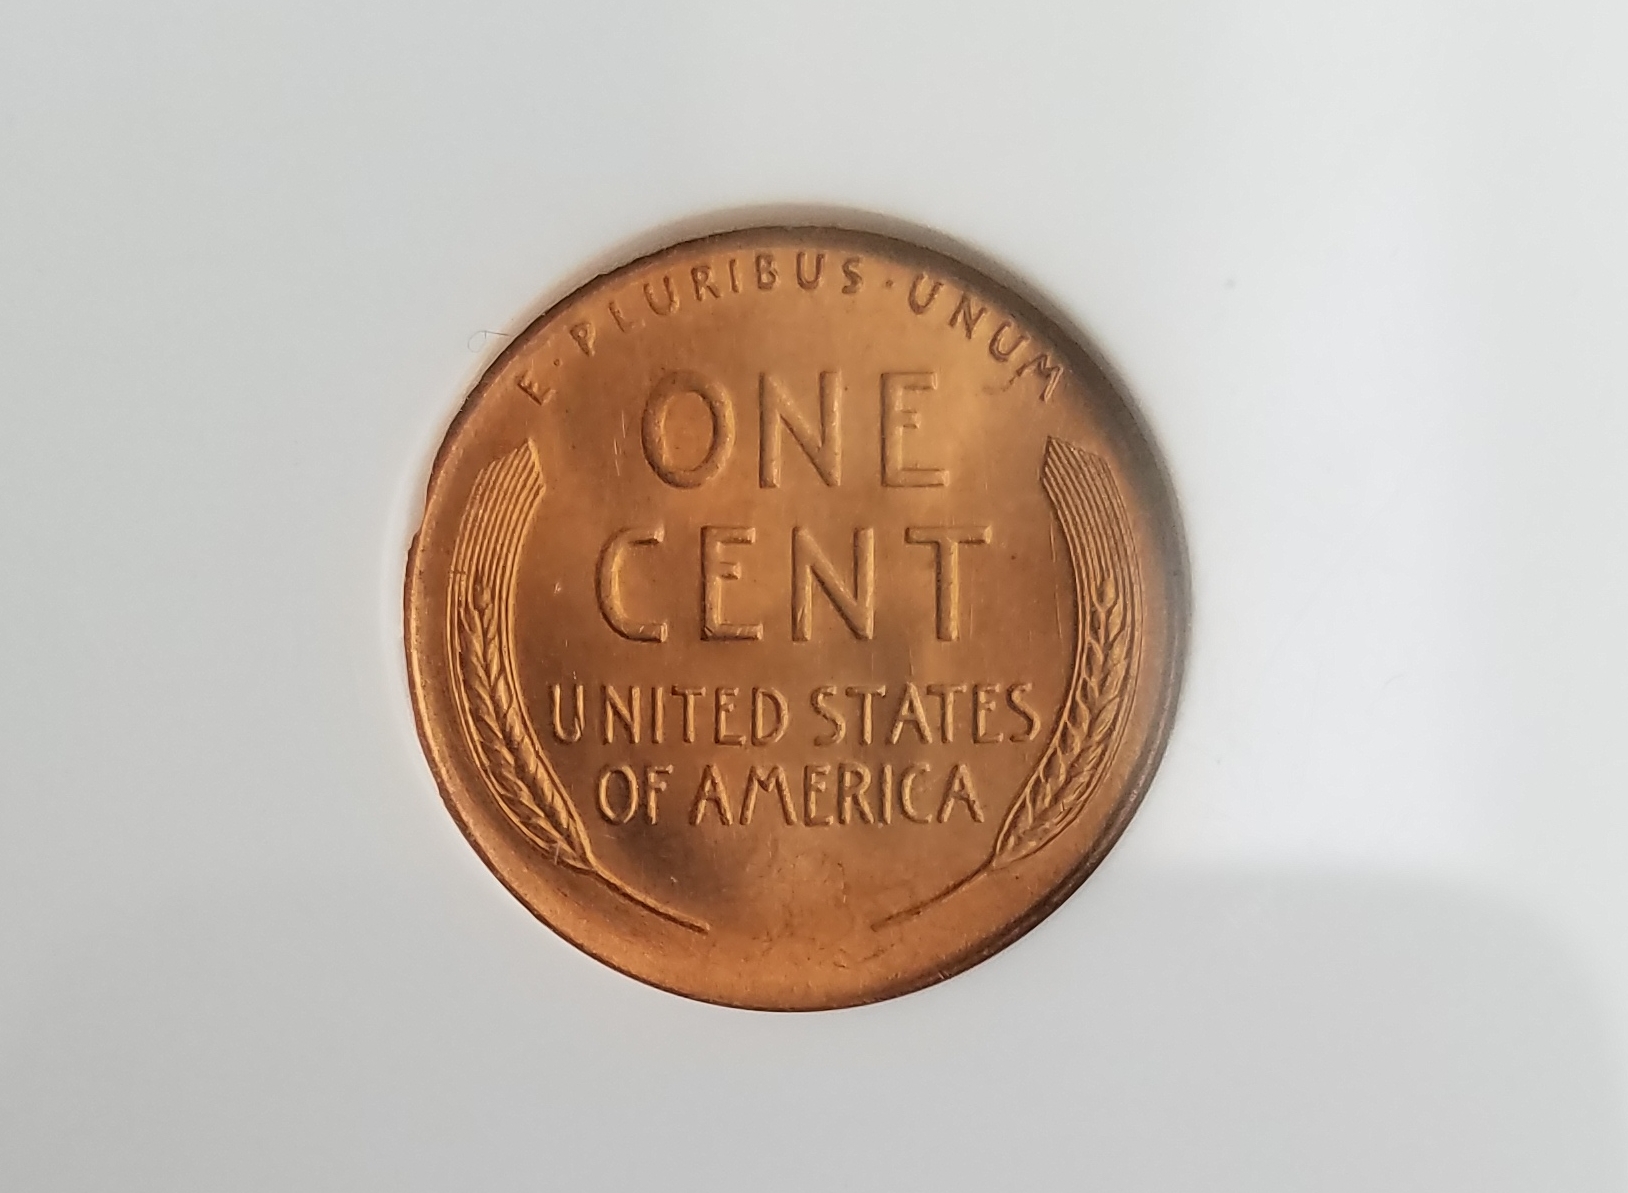 E·PLURIBUS·UNUM
ONE
CENT
UNITED STATES
OF AMERICA